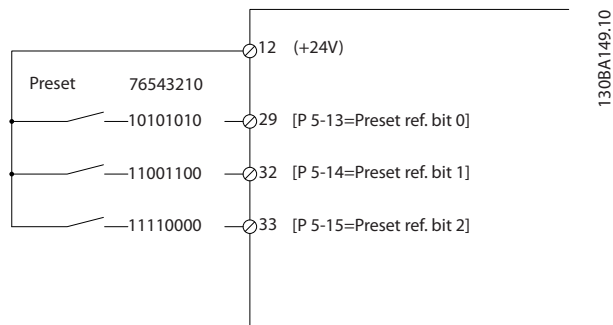 12 (+24V)
Preset 76543210
10101010 29 [P 5-13=Preset ref. bit 0]
11001100 32 [P 5-14=Preset ref. bit 1]
11110000 33 [P 5-15=Preset ref. bit 2]
130BA149.10